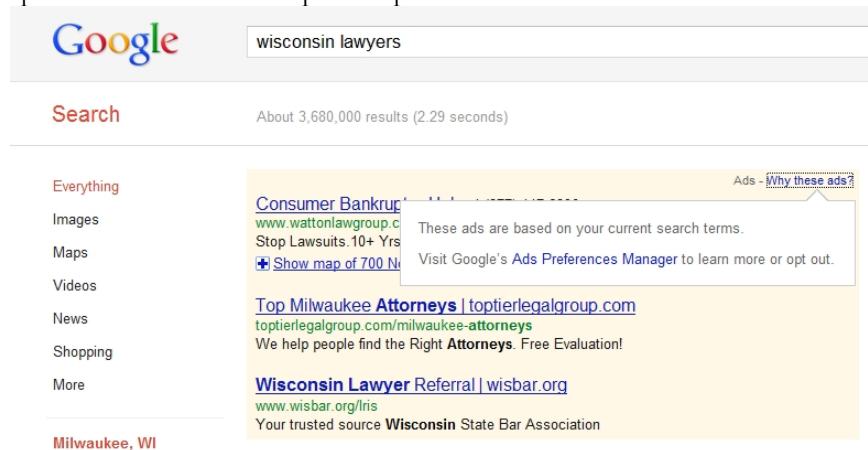 Google
wisconsin lawyers
Search
About 3,680,000 results (2.29 seconds)
Everything
Images
Maps
Videos
News
Shopping
More
Milwaukee, WI
Ads - Why these ads?
These ads are based on your current search terms.
Visit Google's Ads Preferences Manager to learn more or opt out.
Consumer
www.wattonlawgroup.c
Stop Lawsuits.10+ Yrs
Show map of 700
Top Milwaukee Attorneys | toptierlegalgroup.com
toptierlegalgroup.com/milwaukee-attorneys
We help people find the Right Attorneys. Free Evaluation!
Wisconsin Lawyer Referral | wisbar.org
www.wisbar.org/lris
Your trusted source Wisconsin State Bar Association